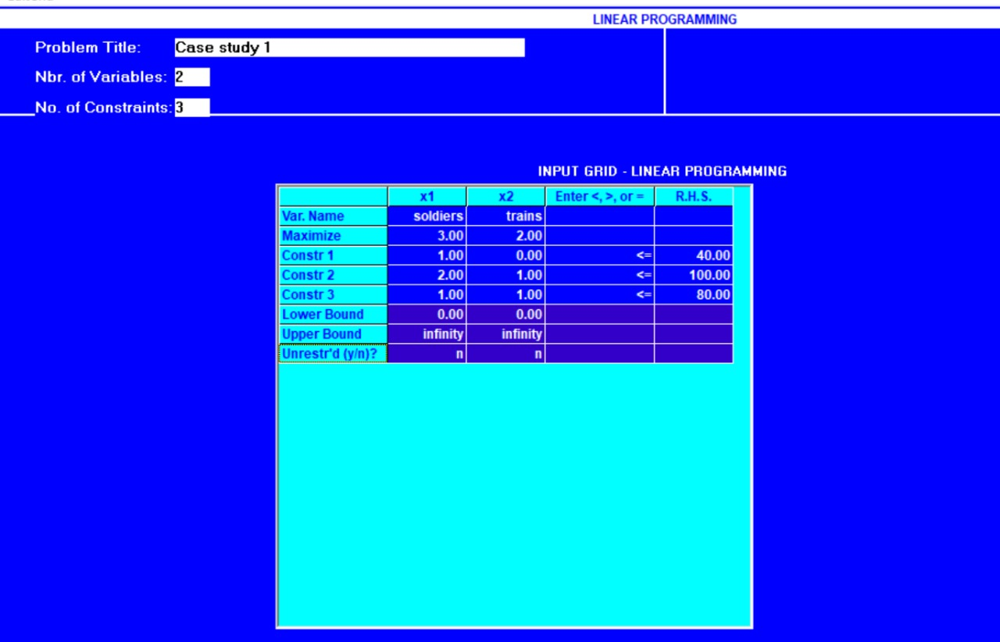 LINEAR PROGRAMMING
Problem Title: Case study 1
Nbr. of Variables: 2
No. of Constraints: 3
INPUT GRID - LINEAR PROGRAMMING
x1 x2 Enter <, >, or = R.H.S.
Var. Name soldiers trains
Maximize 3.00 2.00
Constr 1 1.00 0.00 <= 40.00
Constr 2 2.00 1.00 <= 100.00
Constr 3 1.00 1.00 <= 80.00
Lower Bound 0.00 0.00
Upper Bound infinity infinity
Unrestr'd (y/n)? n n